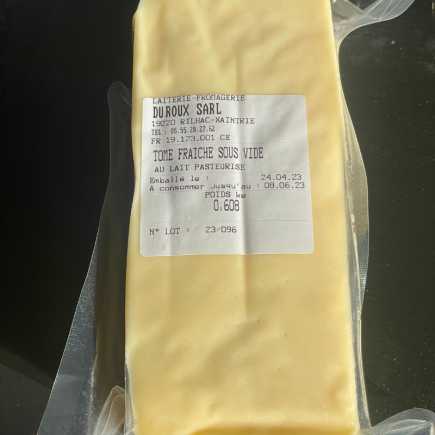 LAITERIE-FROMAGERIE
DUROUX SARL
19220 RILHAC-XAINTRIE
TEL : 05.55.28.27.62
FR 19.173.001 CE
TOME FRAICHE SOUS VIDE
AU LAIT PASTEURISE
Emballé le : 24.04.23
A consommer jusqu'au : 08.06.23
POIDS kg
0,608
N° LOT : 23/096